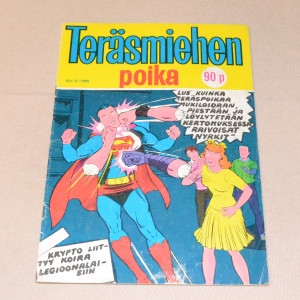 Teräsmiehen
poika
90 p
LUE KUINKA
TERÄSPOIKAA
MUKILOIDAAN,
PIESTÄÄN JA
LÖYLYTETÄÄN
KERTOMUKSESSA
"RAIVOISAT
NYRKIT"
KRYPTO LIIT-
TYY KOIRA
LEGIOONALAI-
SIIN